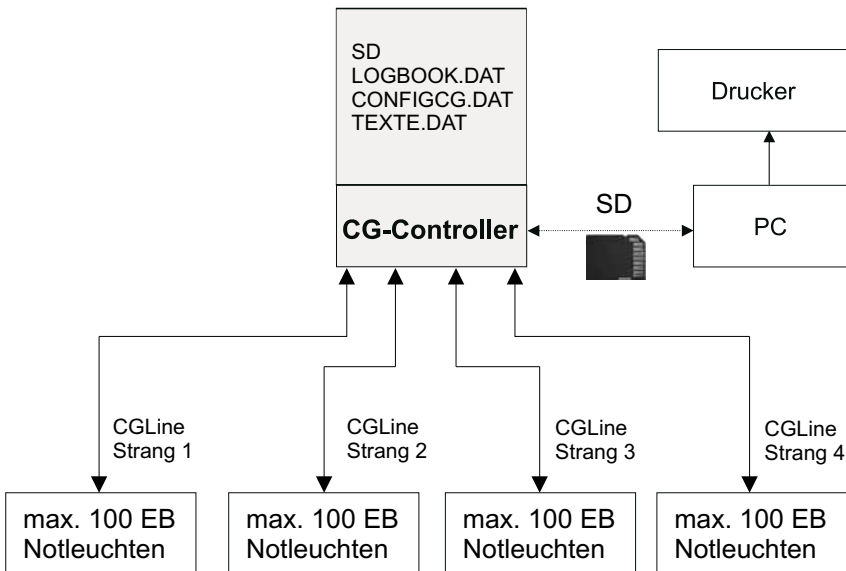 SD
LOGBOOK.DAT
CONFIGCG.DAT
TEXTE.DAT
Drucker
CG-Controller
SD
PC
CGLine
Strang 1
CGLine
Strang 2
CGLine
Strang 3
CGLine
Strang 4
max. 100 EB
Notleuchten
max. 100 EB
Notleuchten
max. 100 EB
Notleuchten
max. 100 EB
Notleuchten